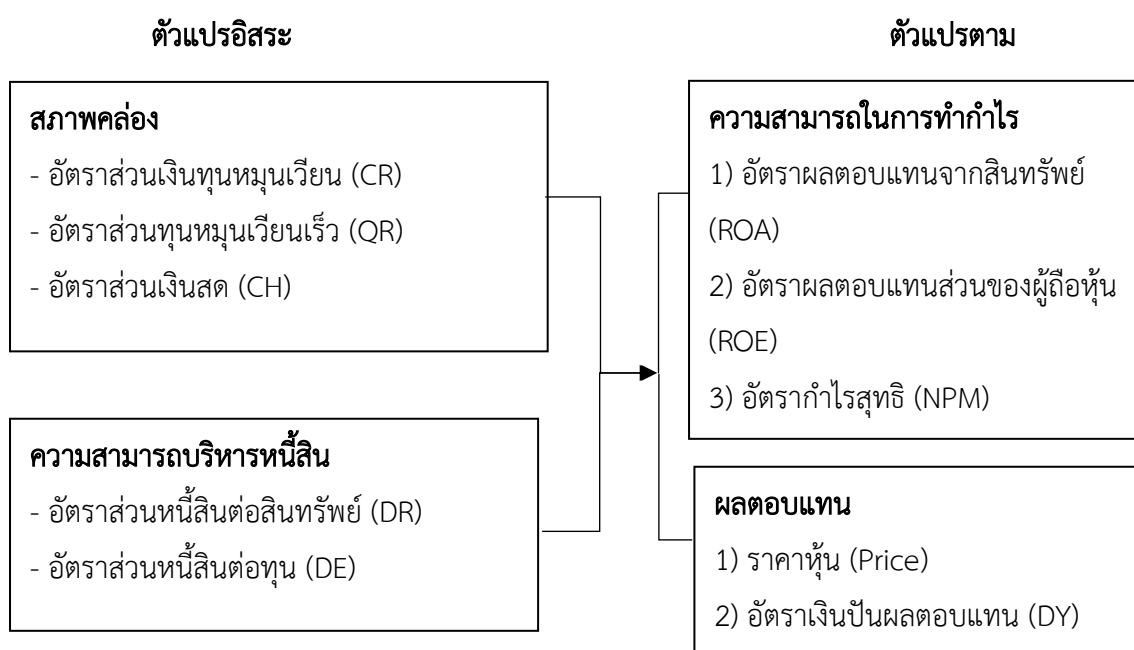 ตัวแปรอิสระ
ตัวแปรตาม
สภาพคล่อง
- อัตราส่วนเงินทุนหมุนเวียน (CR)
- อัตราส่วนทุนหมุนเวียนเร็ว (QR)
- อัตราส่วนเงินสด (CH)
ความสามารถบริหารหนี้สิน
- อัตราส่วนหนี้สินต่อสินทรัพย์ (DR)
- อัตราส่วนหนี้สินต่อทุน (DE)
ความสามารถในการทำกำไร
1) อัตราผลตอบแทนจากสินทรัพย์
(ROA)
2) อัตราผลตอบแทนส่วนของผู้ถือหุ้น
(ROE)
3) อัตรากำไรสุทธิ (NPM)
ผลตอบแทน
1) ราคาหุ้น (Price)
2) อัตราเงินปันผลตอบแทน (DY)